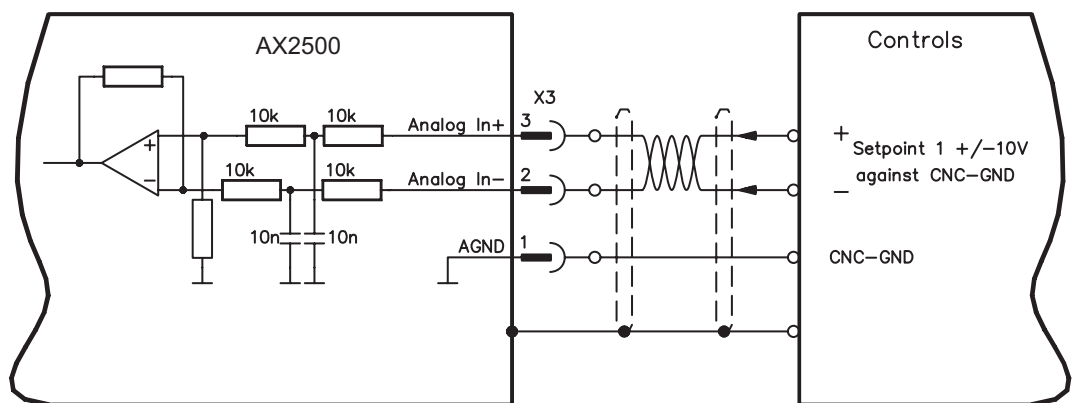 AX2500
Controls
X3
10k
10k
Analog In+
3
+
+
Setpoint 1 +/-10V
against CNC-GND
−
−
10k
10k
Analog In-
2
10n
10n
AGND
1
CNC-GND